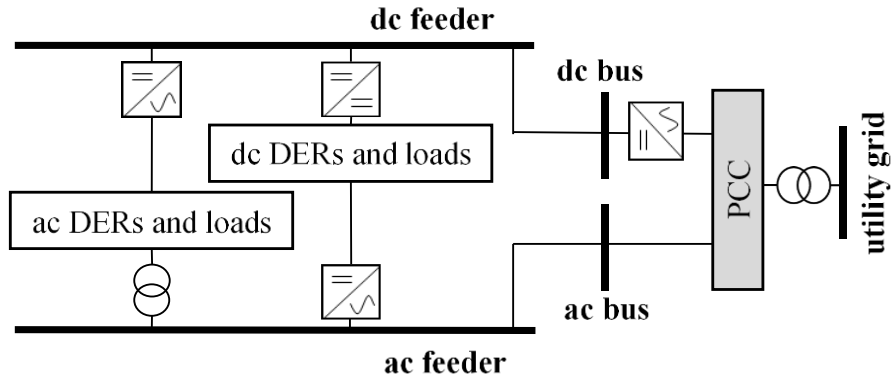 dc feeder
dc bus
dc DERs and loads
ac DERs and loads
PCC
utility grid
ac bus
ac feeder